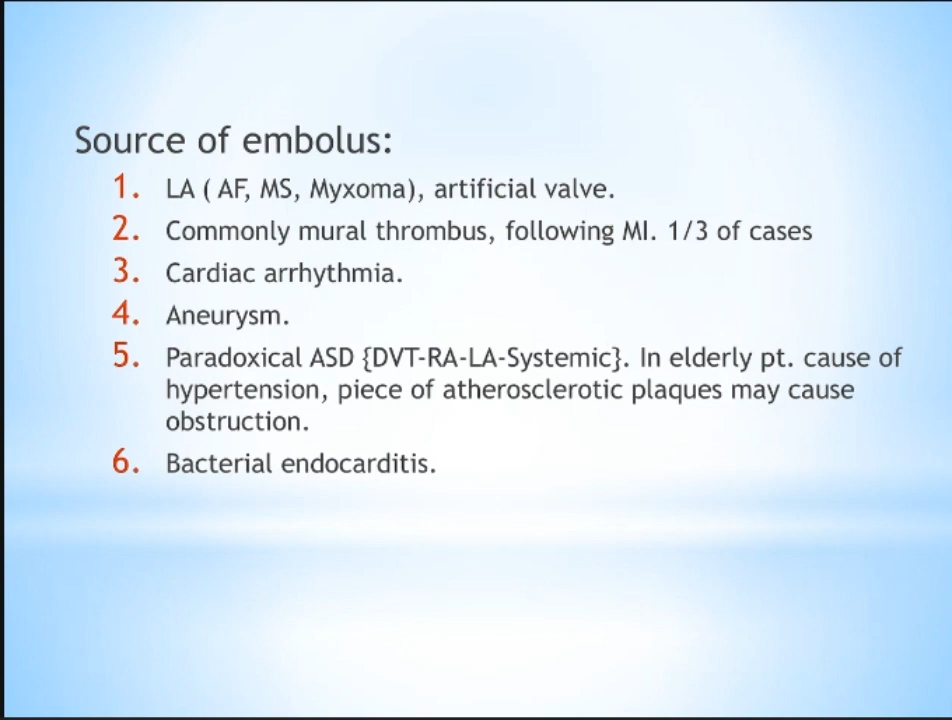 Source of embolus:
1. LA ( AF, MS, Myxoma), artificial valve.
2. Commonly mural thrombus, following MI. 1/3 of cases
3. Cardiac arrhythmia.
4. Aneurysm.
5. Paradoxical ASD {DVT-RA-LA-Systemic}. In elderly pt. cause of
hypertension, piece of atherosclerotic plaques may cause
obstruction.
6. Bacterial endocarditis.